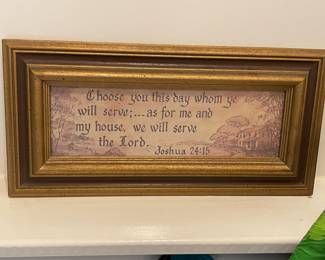 Choose you this day whom ye
will serve;...as for me and
my house, we will serve
the Lord.
Joshua 24:15